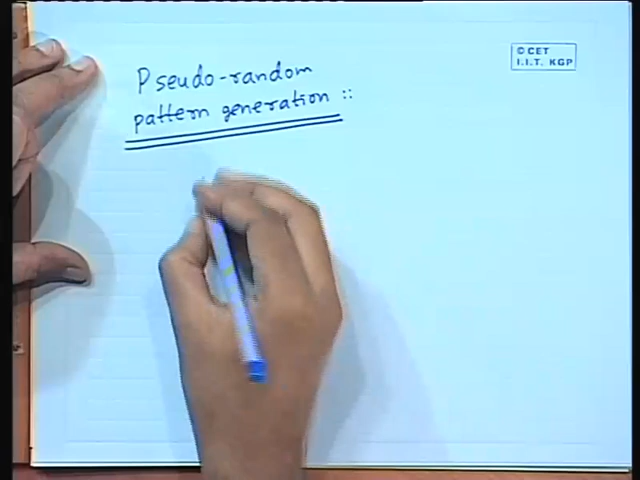 Pseudo-random
pattern generation ::
© CET
I.I.T. KGP